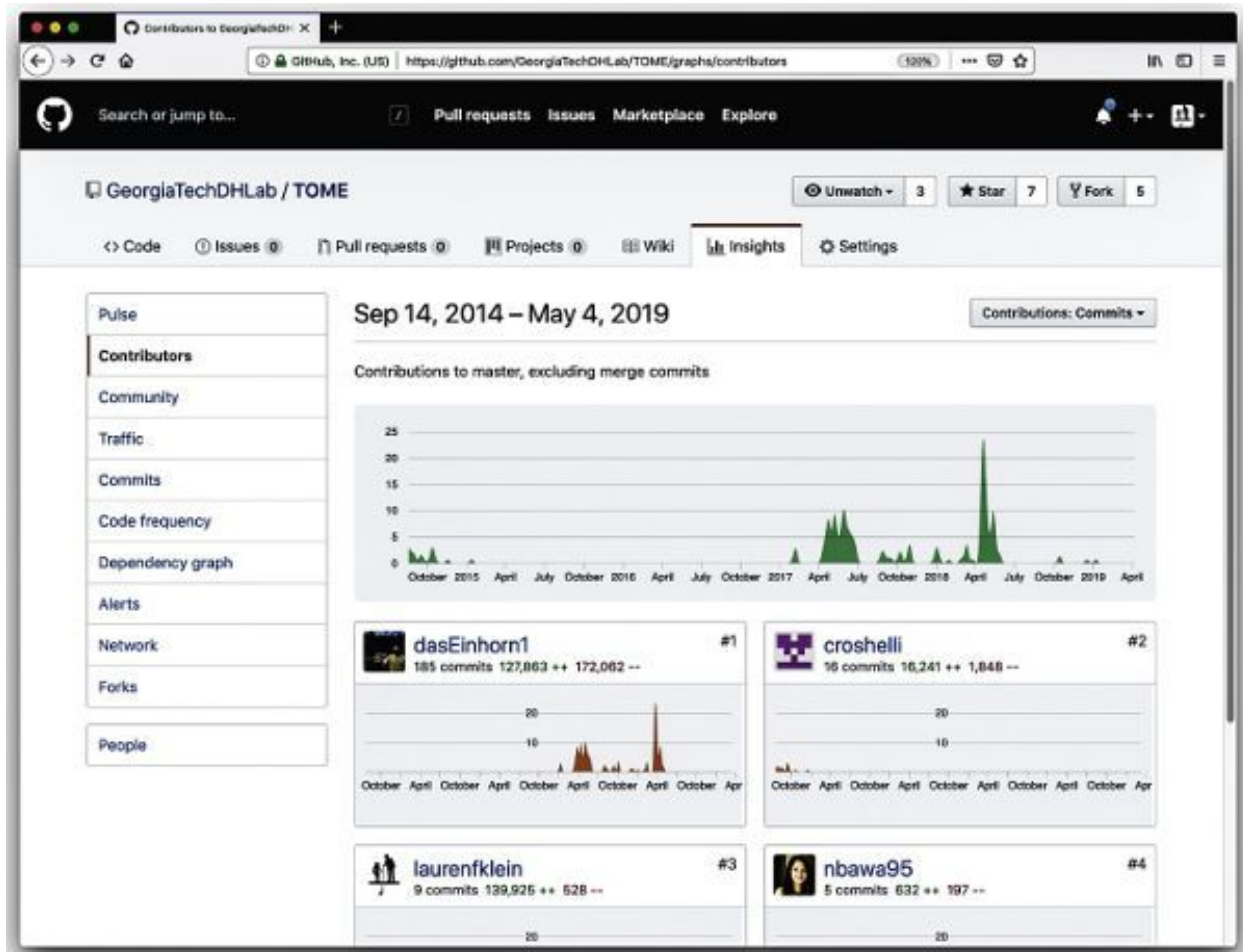 Contributors to GeorgiaTechDH
GitHub, Inc. (US) https://github.com/GeorgiaTechDHLab/TOME/graphs/contributors 120%
Search or jump to... / Pull requests Issues Marketplace Explore
GeorgiaTechDHLab / TOME Unwatch 3 Star 7 Fork 5
<> Code Issues 0 Pull requests 0 Projects 0 Wiki Insights Settings
Pulse
Contributors
Community
Traffic
Commits
Code frequency
Dependency graph
Alerts
Network
Forks
People
Sep 14, 2014 – May 4, 2019 Contributions: Commits
Contributions to master, excluding merge commits
25
20
15
10
5
0
October 2015 April July October 2016 April July October 2017 April July October 2018 April July October 2019 April
dasEinhorn1 #1
185 commits 127,863 ++ 172,062 --
20
10
October April October April October April October April October Apr
croshelli #2
16 commits 16,241 ++ 1,848 --
20
10
October April October April October April October April October Apr
laurenfklein #3
9 commits 139,925 ++ 528 --
20
nbawa95 #4
5 commits 632 ++ 197 --
20